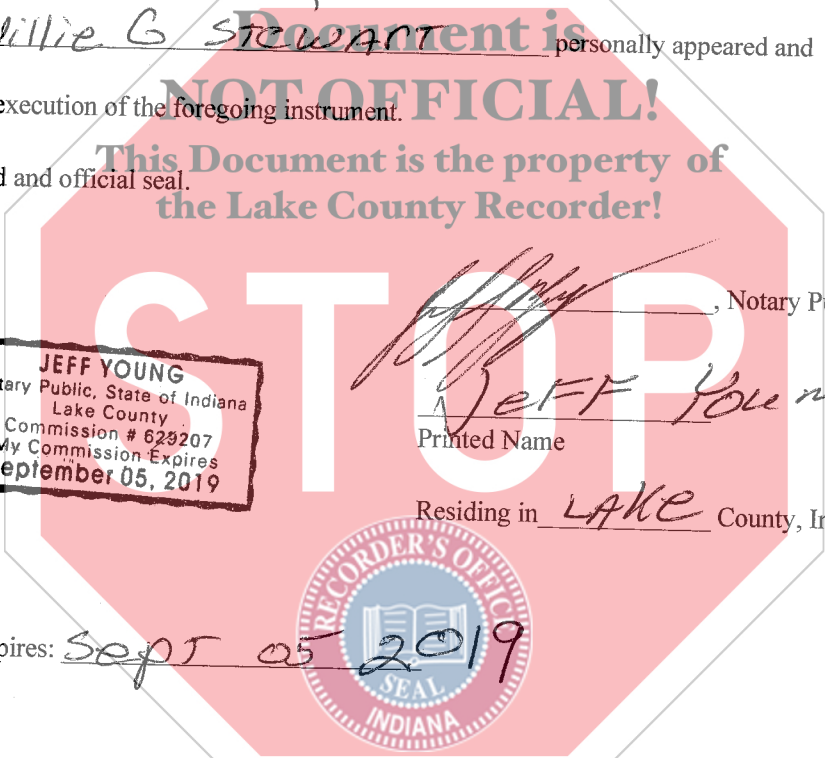 Willie G Stewart personally appeared and
Document is
execution of the foregoing instrument.
NOT OFFICIAL!
This Document is the property of
d and official seal.
the Lake County Recorder!
STOP
, Notary Pu
JEFF YOUNG
tary Public, State of Indiana
Lake County
Commission # 629207
My Commission Expires
eptember 05, 2019
Jeff Youn
Printed Name
Residing in LAKE County, In
RECORDER'S OFFICE
pires: Sept 05 2019
SEAL
INDIANA